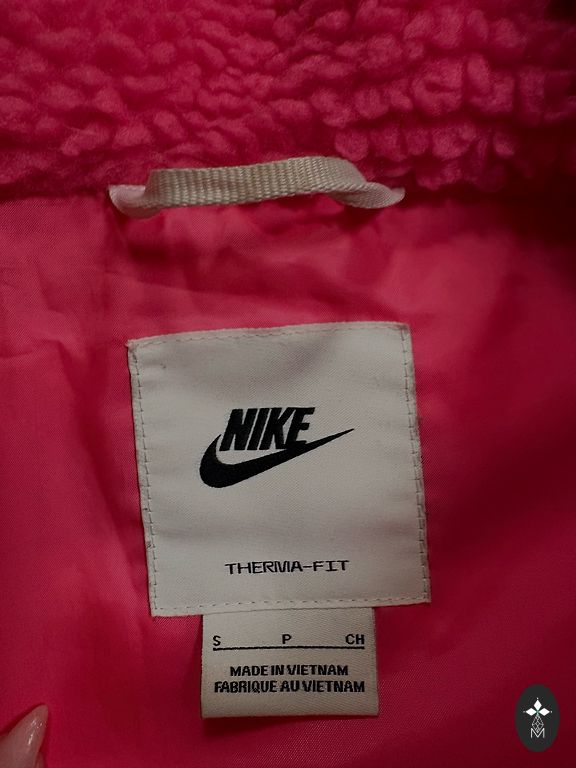 NIKE
THERMA-FIT
S P CH
MADE IN VIETNAM
FABRIQUE AU VIETNAM
M